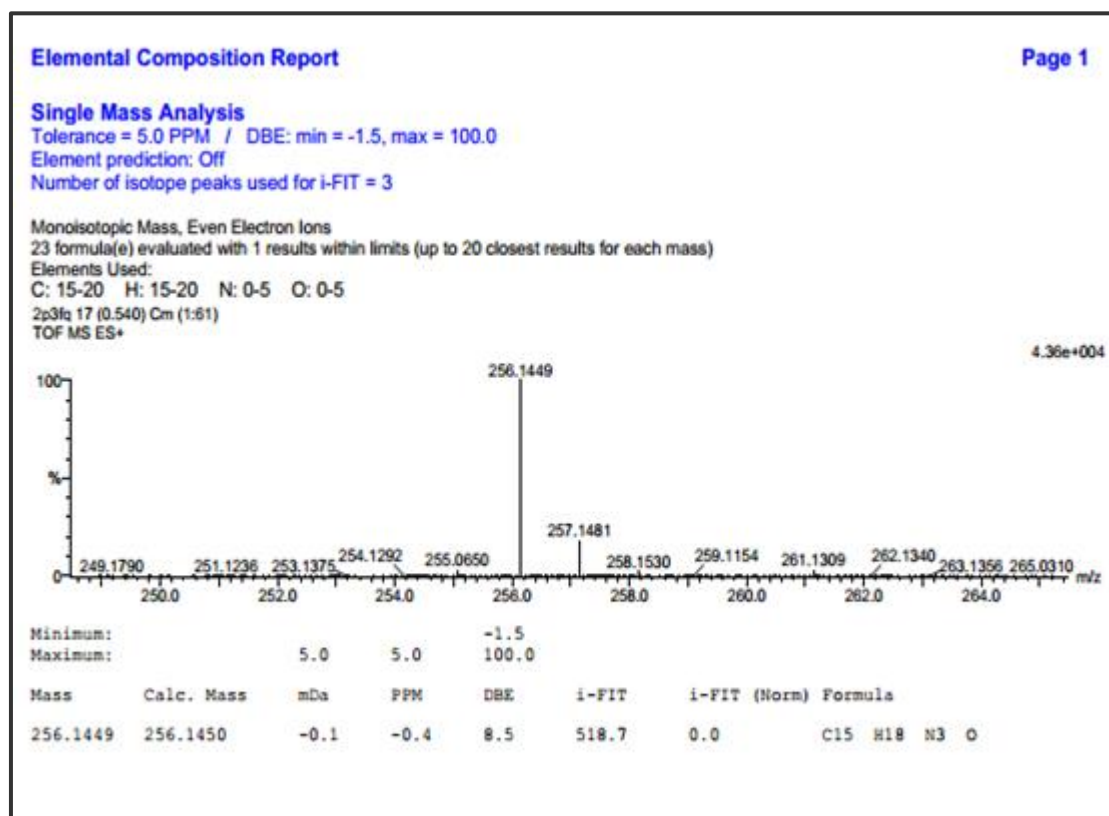 Elemental Composition Report Page 1
Single Mass Analysis
Tolerance = 5.0 PPM / DBE: min = -1.5, max = 100.0
Element prediction: Off
Number of isotope peaks used for i-FIT = 3
Monoisotopic Mass, Even Electron Ions
23 formula(e) evaluated with 1 results within limits (up to 20 closest results for each mass)
Elements Used:
C: 15-20 H: 15-20 N: 0-5 O: 0-5
2p3fq 17 (0.540) Cm (1:61)
TOF MS ES+
4.36e+004
100
256.1449
%
257.1481
0
249.1790 251.1236 253.1375 254.1292 255.0650 258.1530 259.1154 261.1309 262.1340 263.1356 265.0310
m/z
250.0 252.0 254.0 256.0 258.0 260.0 262.0 264.0
Minimum: -1.5
Maximum: 5.0 5.0 100.0
Mass Calc. Mass mDa PPM DBE i-FIT i-FIT (Norm) Formula
256.1449 256.1450 -0.1 -0.4 8.5 518.7 0.0 C15 H18 N3 O